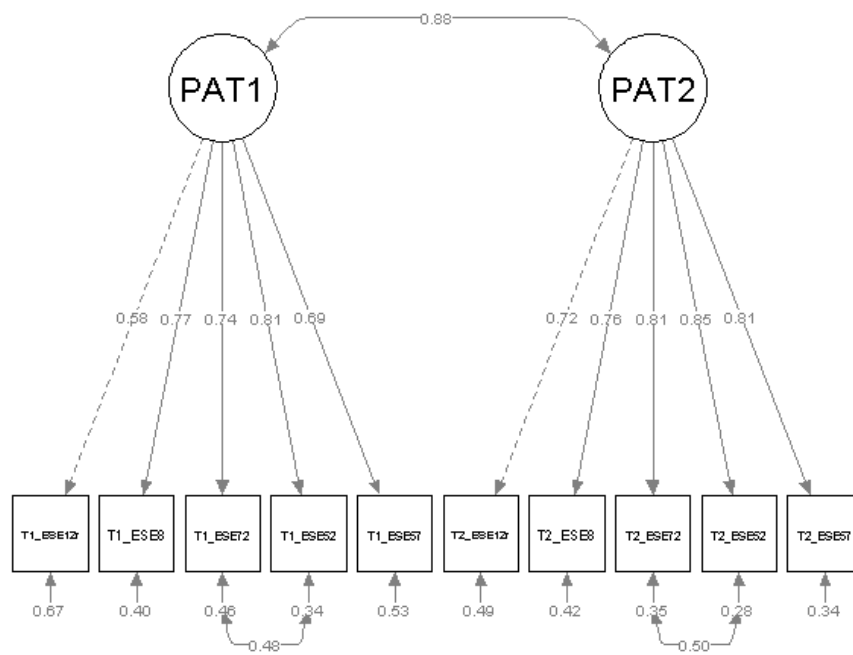 0.88
PAT1 PAT2
0.58 0.77 0.74 0.81 0.69 0.72 0.76 0.81 0.85 0.81
T1_ESE12r T1_ESE8 T1_ESE72 T1_ESE52 T1_ESE57 T2_ESE12r T2_ESE8 T2_ESE72 T2_ESE52 T2_ESE57
0.67 0.40 0.46 0.34 0.53 0.49 0.42 0.35 0.28 0.34
0.48 0.50